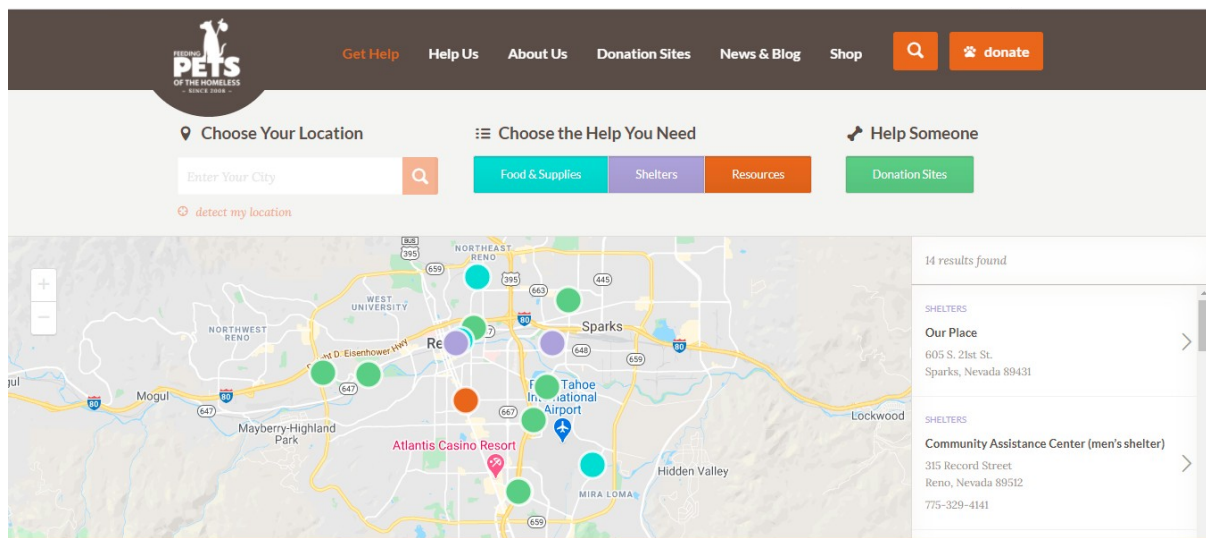 FEEDING
PETS
OF THE HOMELESS
– SINCE 2008 –
Get Help
Help Us
About Us
Donation Sites
News & Blog
Shop
donate
Choose Your Location
Enter Your City
detect my location
Choose the Help You Need
Food & Supplies
Shelters
Resources
Help Someone
Donation Sites
BUS
395
NORTHEAST
RENO
659
395
445
663
WEST
UNIVERSITY
80
NORTHWEST
RENO
Sparks
648
80
659
Mogul
80
647
647
Mayberry-Highland
Park
667
Tahoe
Airport
Lockwood
Atlantis Casino Resort
Hidden Valley
MIRA LOMA
659
+
−
14 results found
SHELTERS
Our Place
605 S. 21st St.
Sparks, Nevada 89431
SHELTERS
Community Assistance Center (men's shelter)
315 Record Street
Reno, Nevada 89512
775-329-4141